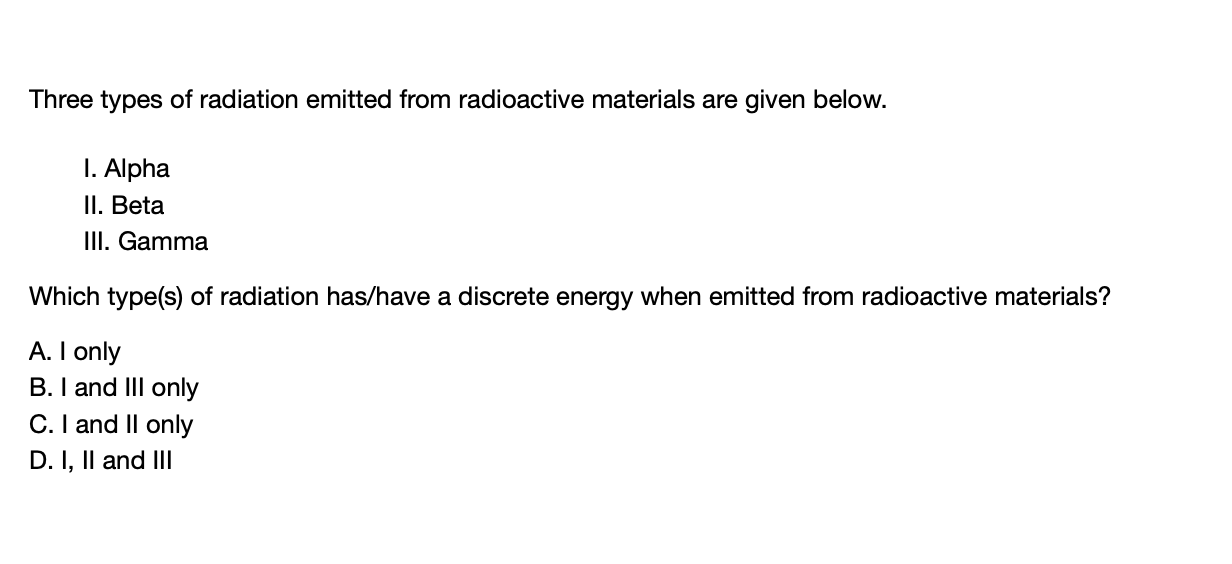 Three types of radiation emitted from radioactive materials are given below.
I. Alpha
II. Beta
III. Gamma
Which type(s) of radiation has/have a discrete energy when emitted from radioactive materials?
A. I only
B. I and III only
C. I and II only
D. I, II and III